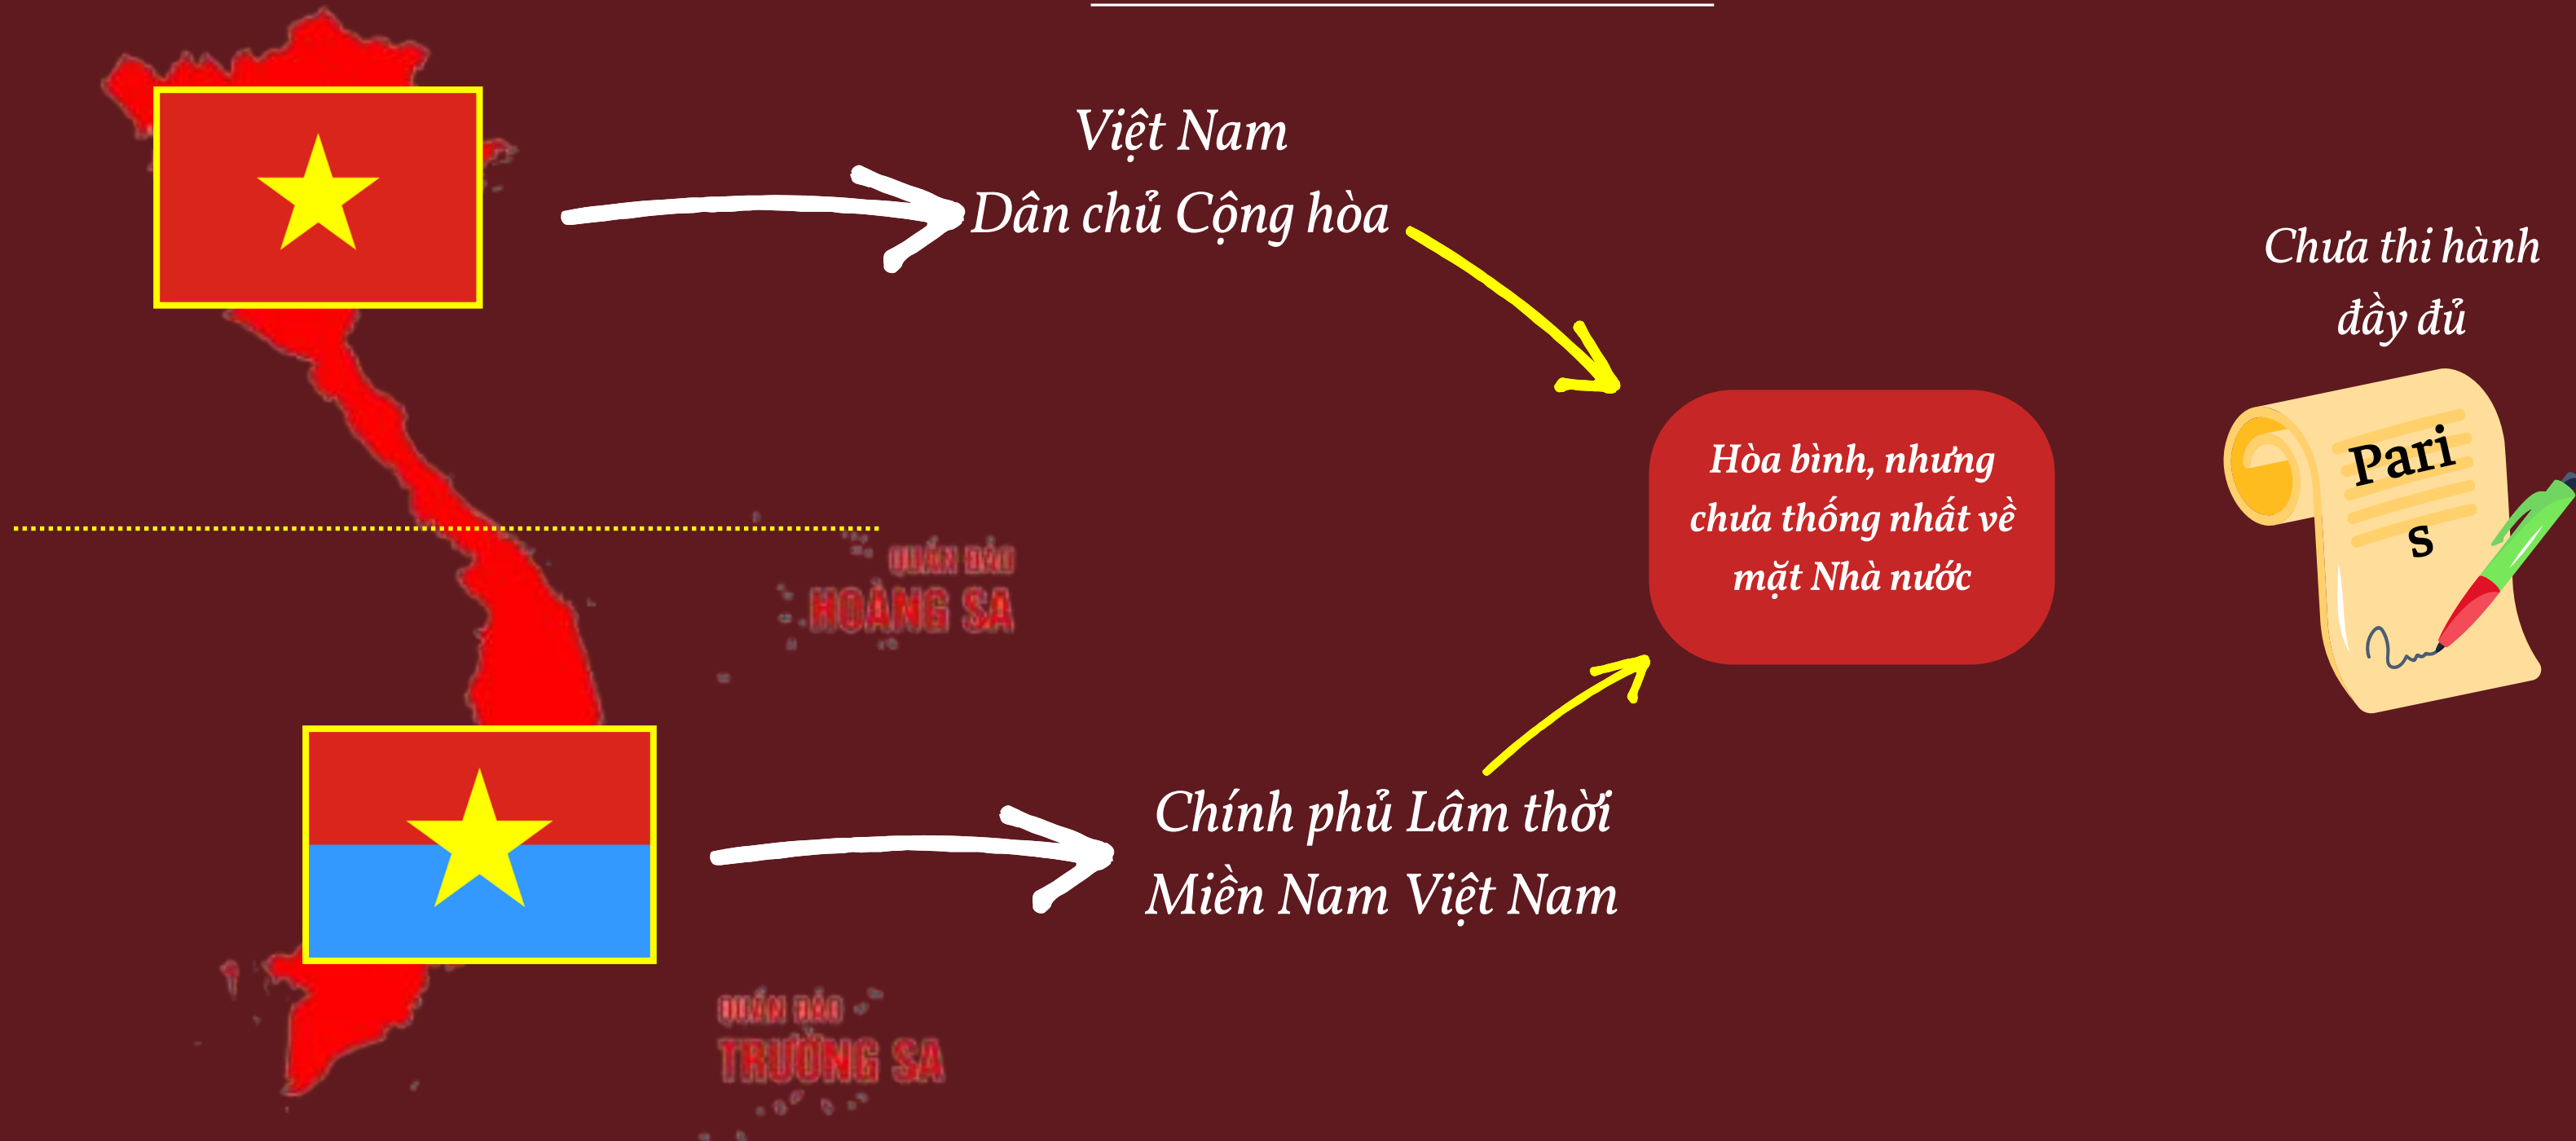 Việt Nam
Dân chủ Cộng hòa
Chưa thi hành
đầy đủ
Pari
s
Hòa bình, nhưng
chưa thống nhất về
mặt Nhà nước
QUẦN ĐẢO
HOÀNG SA
Chính phủ Lâm thời
Miền Nam Việt Nam
QUẦN ĐẢO
TRƯỜNG SA